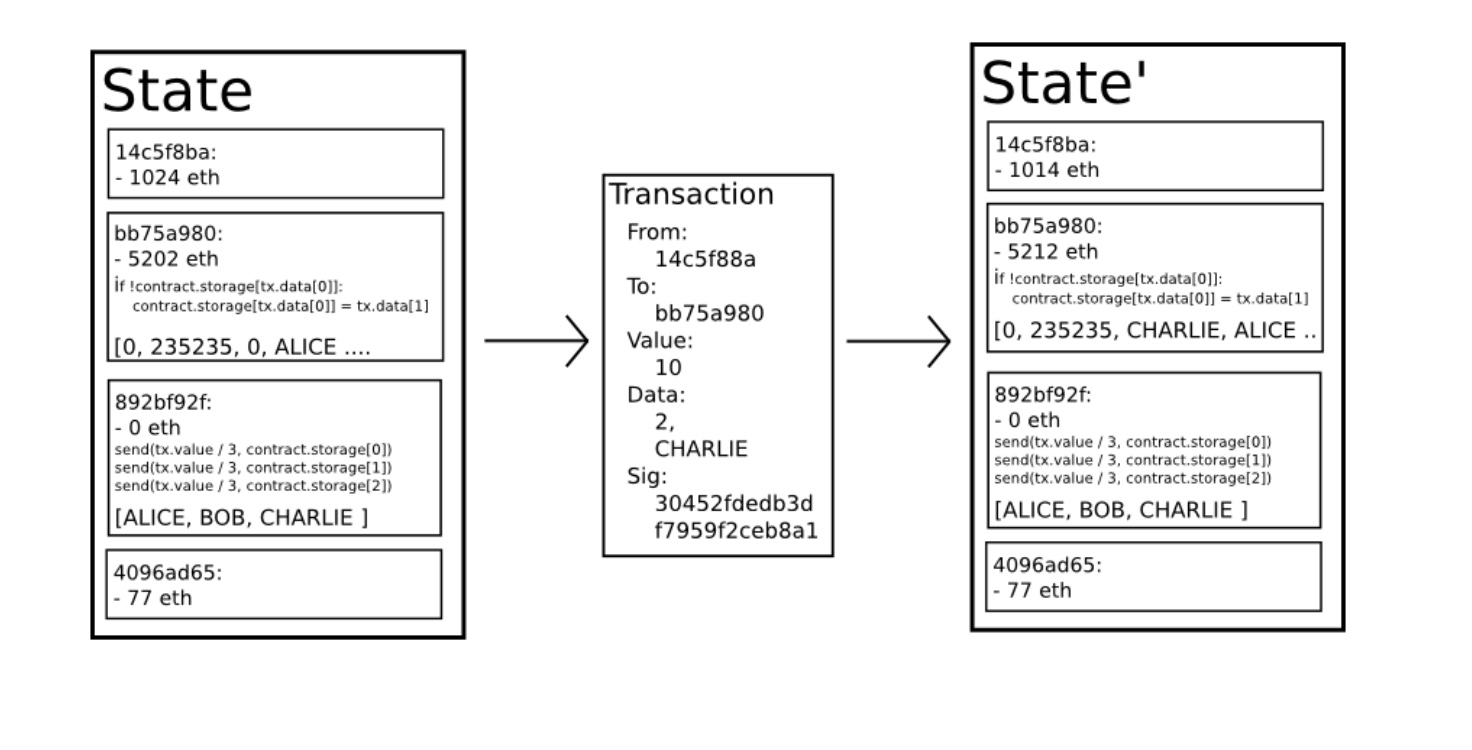 State
14c5f8ba:
- 1024 eth
bb75a980:
- 5202 eth
if !contract.storage[tx.data[0]]:
contract.storage[tx.data[0]] = tx.data[1]
[0, 235235, 0, ALICE ....
892bf92f:
- 0 eth
send(tx.value / 3, contract.storage[0])
send(tx.value / 3, contract.storage[1])
send(tx.value / 3, contract.storage[2])
[ALICE, BOB, CHARLIE ]
4096ad65:
- 77 eth
Transaction
From:
14c5f88a
To:
bb75a980
Value:
10
Data:
2,
CHARLIE
Sig:
30452fdedb3d
f7959f2ceb8a1
State'
14c5f8ba:
- 1014 eth
bb75a980:
- 5212 eth
if !contract.storage[tx.data[0]]:
contract.storage[tx.data[0]] = tx.data[1]
[0, 235235, CHARLIE, ALICE ..
892bf92f:
- 0 eth
send(tx.value / 3, contract.storage[0])
send(tx.value / 3, contract.storage[1])
send(tx.value / 3, contract.storage[2])
[ALICE, BOB, CHARLIE ]
4096ad65:
- 77 eth